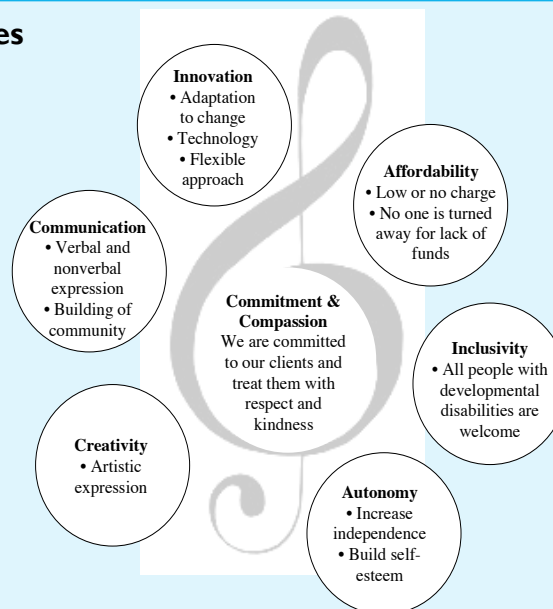 es
Innovation
• Adaptation
to change
• Technology
• Flexible
approach
Affordability
• Low or no charge
• No one is turned
away for lack of
funds
Communication
• Verbal and
nonverbal
expression
• Building of
community
Commitment &
Compassion
We are committed
to our clients and
treat them with
respect and
kindness
Inclusivity
• All people with
developmental
disabilities are
welcome
Creativity
• Artistic
expression
Autonomy
• Increase
independence
• Build self-
esteem